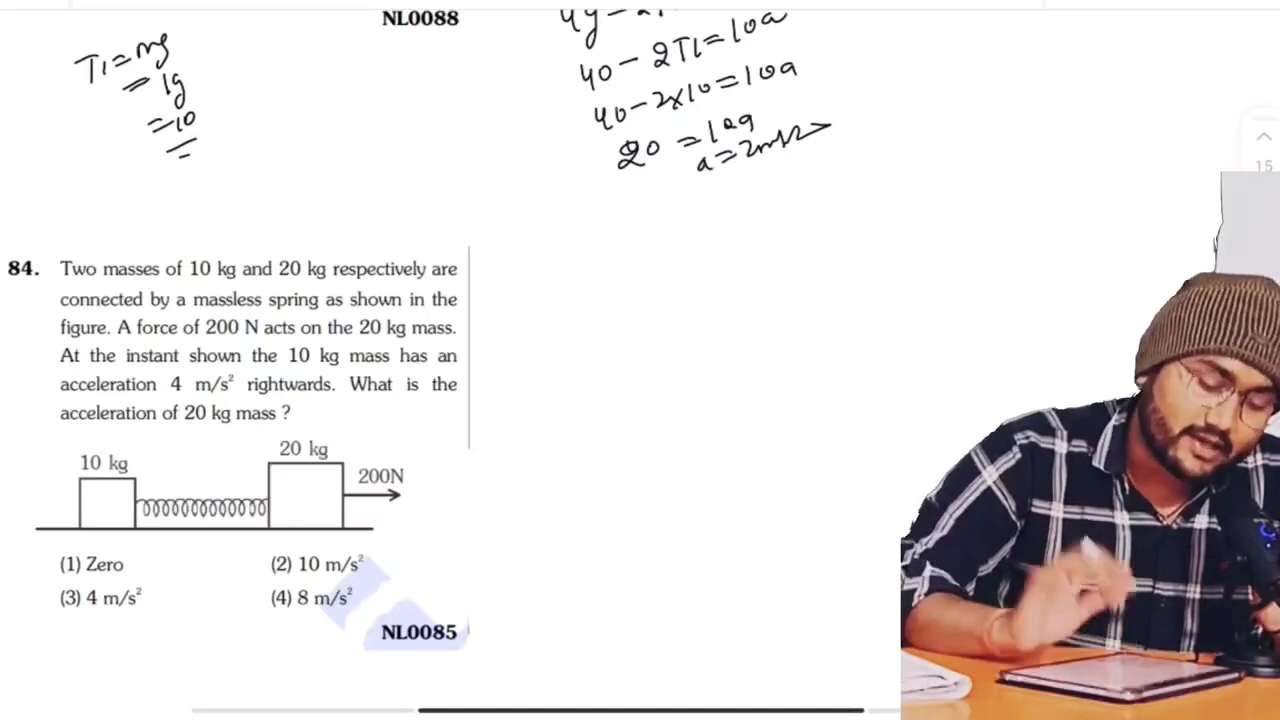 NL0088
T1=mg
=1g
=10
40-2T1=10a
40-2×10=10a
20=10a
a=2m/s2
15
84. Two masses of 10 kg and 20 kg respectively are
connected by a massless spring as shown in the
figure. A force of 200 N acts on the 20 kg mass.
At the instant shown the 10 kg mass has an
acceleration 4 m/s² rightwards. What is the
acceleration of 20 kg mass ?
10 kg
20 kg
200N
(1) Zero
(2) 10 m/s²
(3) 4 m/s²
(4) 8 m/s²
NL0085